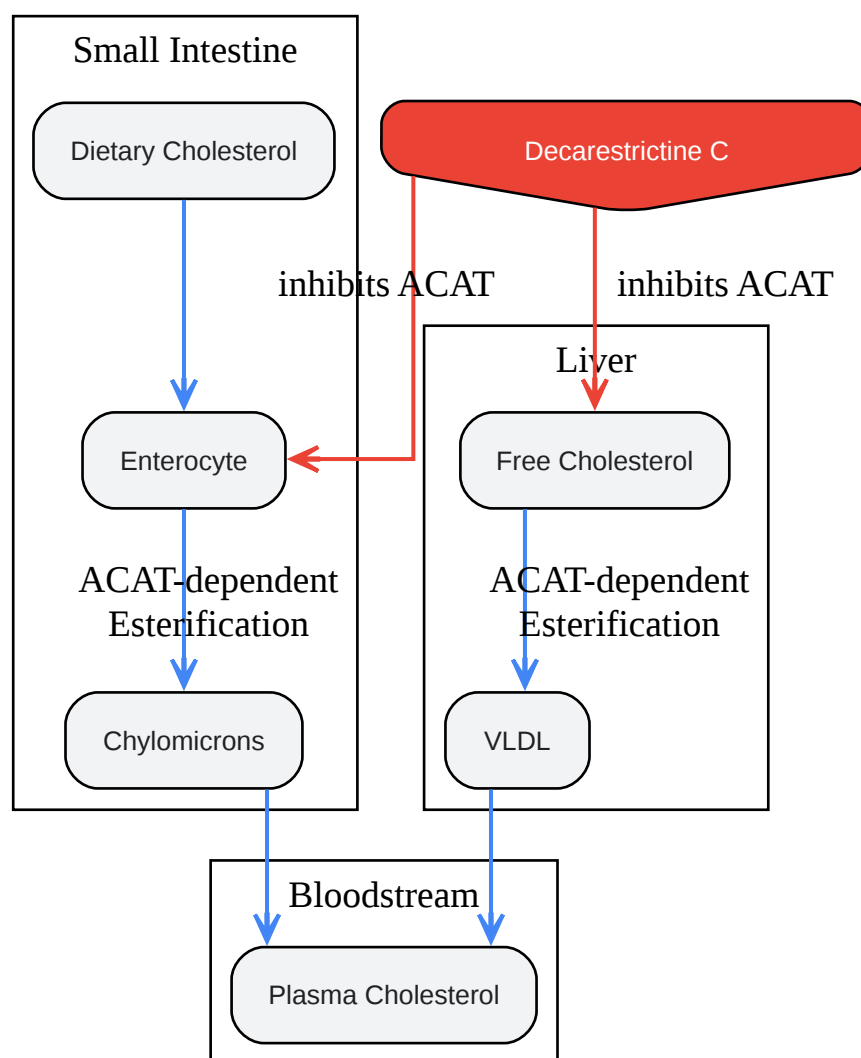 Small Intestine
Dietary Cholesterol
Decarestrictine C
inhibits ACAT
inhibits ACAT
Liver
Enterocyte
Free Cholesterol
ACAT-dependent
Esterification
ACAT-dependent
Esterification
Chylomicrons
VLDL
Bloodstream
Plasma Cholesterol